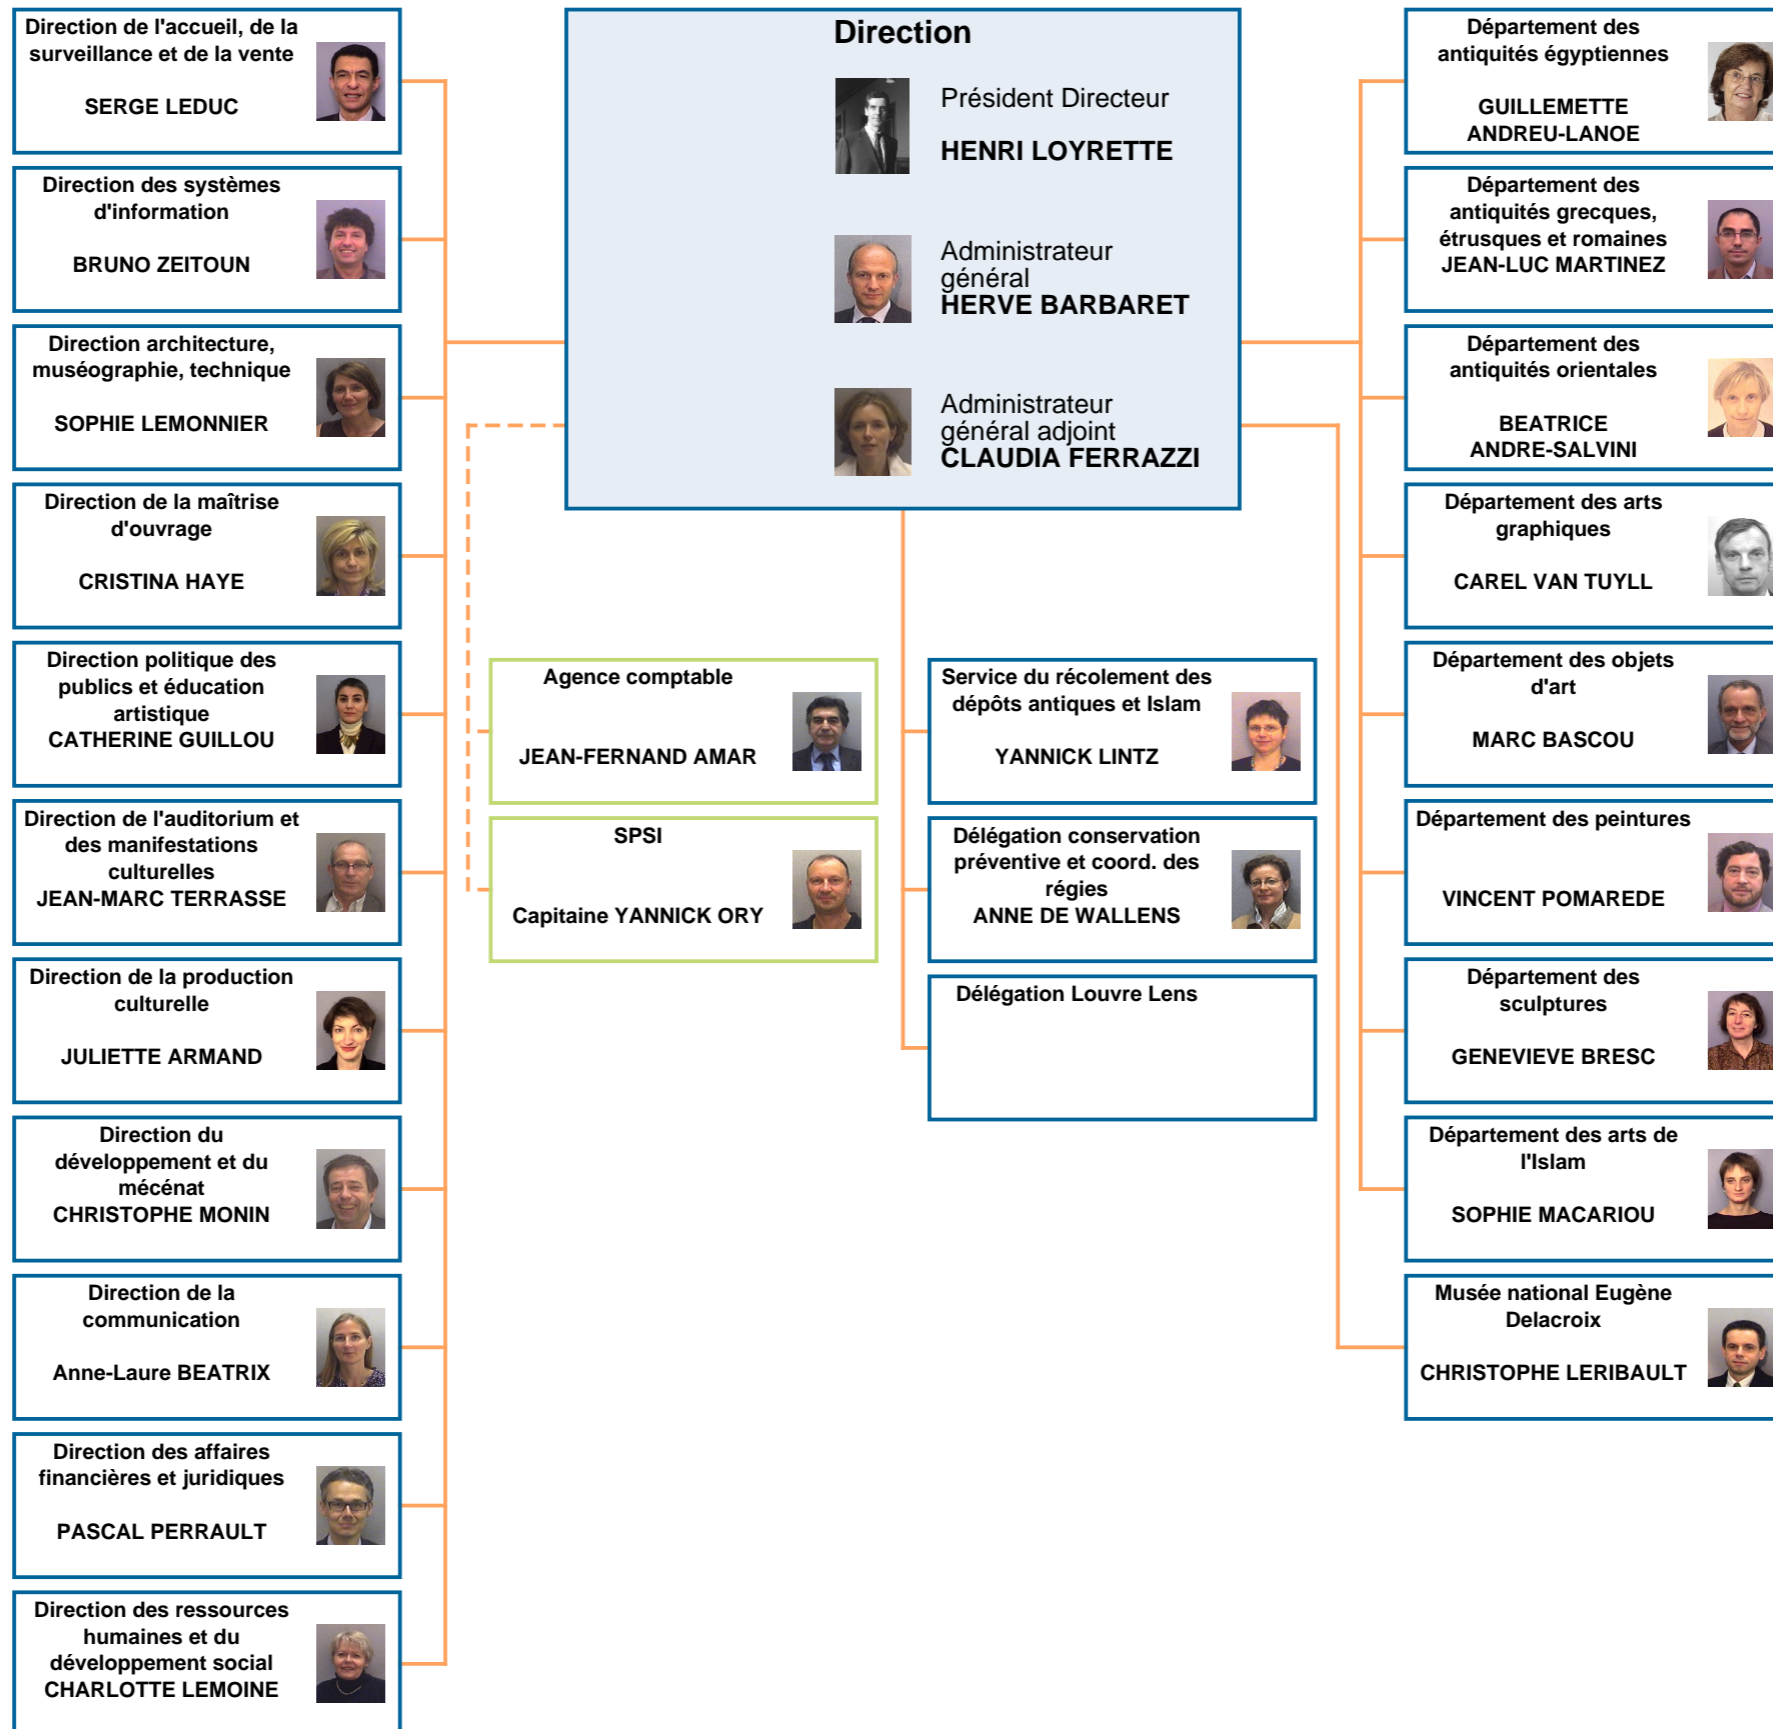 Direction de l'accueil, de la
surveillance et de la vente
SERGE LEDUC
Direction des systèmes
d'information
BRUNO ZEITOUN
Direction architecture,
muséographie, technique
SOPHIE LEMONNIER
Direction de la maîtrise
d'ouvrage
CRISTINA HAYE
Direction politique des
publics et éducation
artistique
CATHERINE GUILLOU
Direction de l'auditorium et
des manifestations
culturelles
JEAN-MARC TERRASSE
Direction de la production
culturelle
JULIETTE ARMAND
Direction du
développement et du
mécénat
CHRISTOPHE MONIN
Direction de la
communication
Anne-Laure BEATRIX
Direction des affaires
financières et juridiques
PASCAL PERRAULT
Direction des ressources
humaines et du
développement social
CHARLOTTE LEMOINE
Direction
Président Directeur
HENRI LOYRETTE
Administrateur
général
HERVE BARBARET
Administrateur
général adjoint
CLAUDIA FERRAZZI
Agence comptable
JEAN-FERNAND AMAR
SPSI
Capitaine YANNICK ORY
Service du récolement des
dépôts antiques et Islam
YANNICK LINTZ
Délégation conservation
préventive et coord. des
régies
ANNE DE WALLENS
Délégation Louvre Lens
Département des
antiquités égyptiennes
GUILLEMETTE
ANDREU-LANOE
Département des
antiquités grecques,
étrusques et romaines
JEAN-LUC MARTINEZ
Département des
antiquités orientales
BEATRICE
ANDRE-SALVINI
Département des arts
graphiques
CAREL VAN TUYLL
Département des objets
d'art
MARC BASCOU
Département des peintures
VINCENT POMAREDE
Département des
sculptures
GENEVIEVE BRESC
Département des arts de
l'Islam
SOPHIE MACARIOU
Musée national Eugène
Delacroix
CHRISTOPHE LERIBAULT